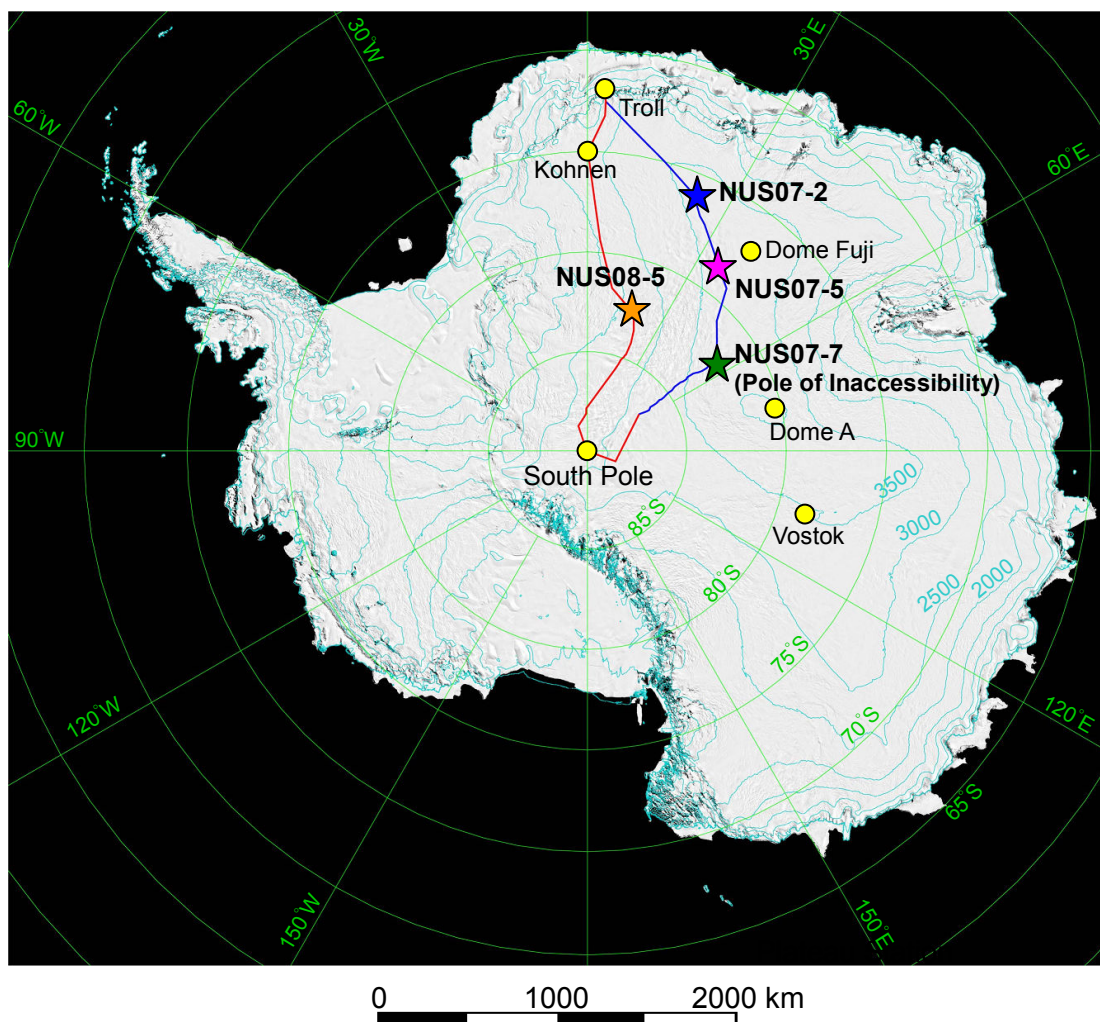 30°W
30°E
60°W
60°E
Troll
Kohnen
NUS07-2
Dome Fuji
NUS08-5
NUS07-5
NUS07-7
(Pole of Inaccessibility)
Dome A
90°W
South Pole
3500
85°S
Vostok
3000
80°S
2500
2000
75°S
120°W
70°S
120°E
65°S
150°W
150°E
0 1000 2000 km